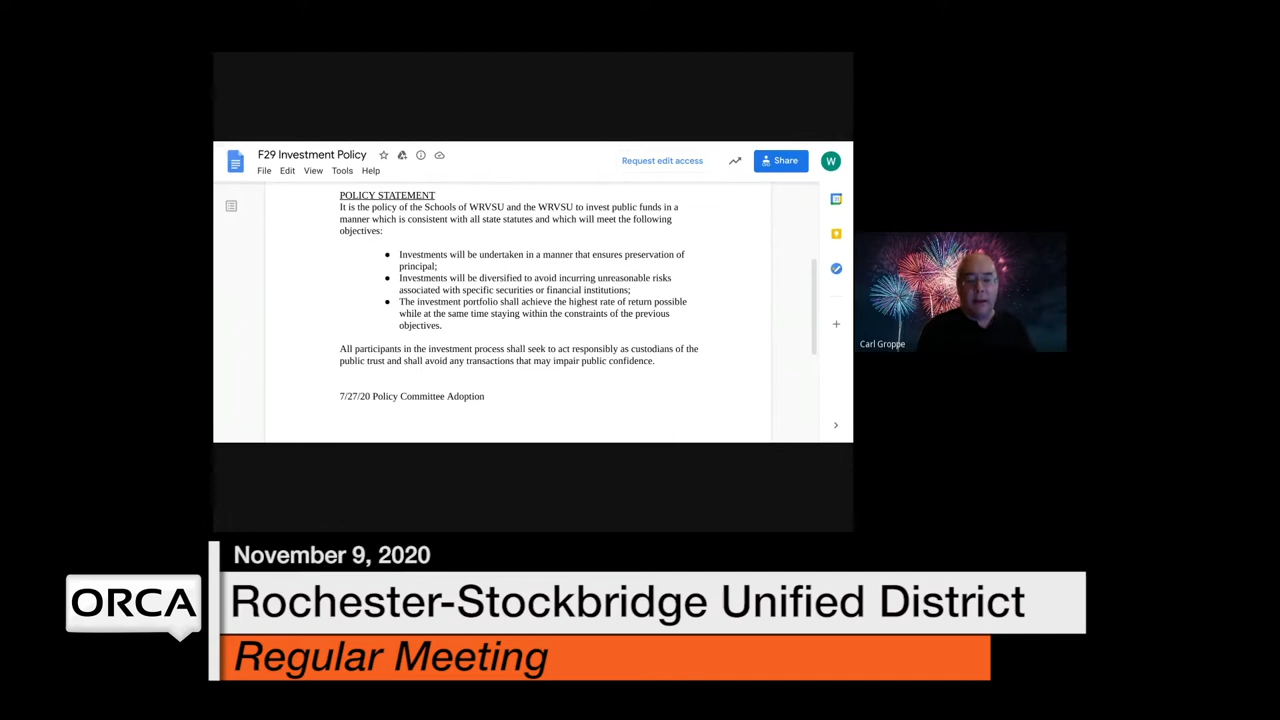 F29 Investment Policy
File Edit View Tools Help
Request edit access
Share
W
POLICY STATEMENT
It is the policy of the Schools of WRVSU and the WRVSU to invest public funds in a
manner which is consistent with all state statutes and which will meet the following
objectives:
● Investments will be undertaken in a manner that ensures preservation of
principal;
● Investments will be diversified to avoid incurring unreasonable risks
associated with specific securities or financial institutions;
● The investment portfolio shall achieve the highest rate of return possible
while at the same time staying within the constraints of the previous
objectives.
All participants in the investment process shall seek to act responsibly as custodians of the
public trust and shall avoid any transactions that may impair public confidence.
7/27/20 Policy Committee Adoption
Carl Groppe
November 9, 2020
ORCA
Rochester-Stockbridge Unified District
Regular Meeting